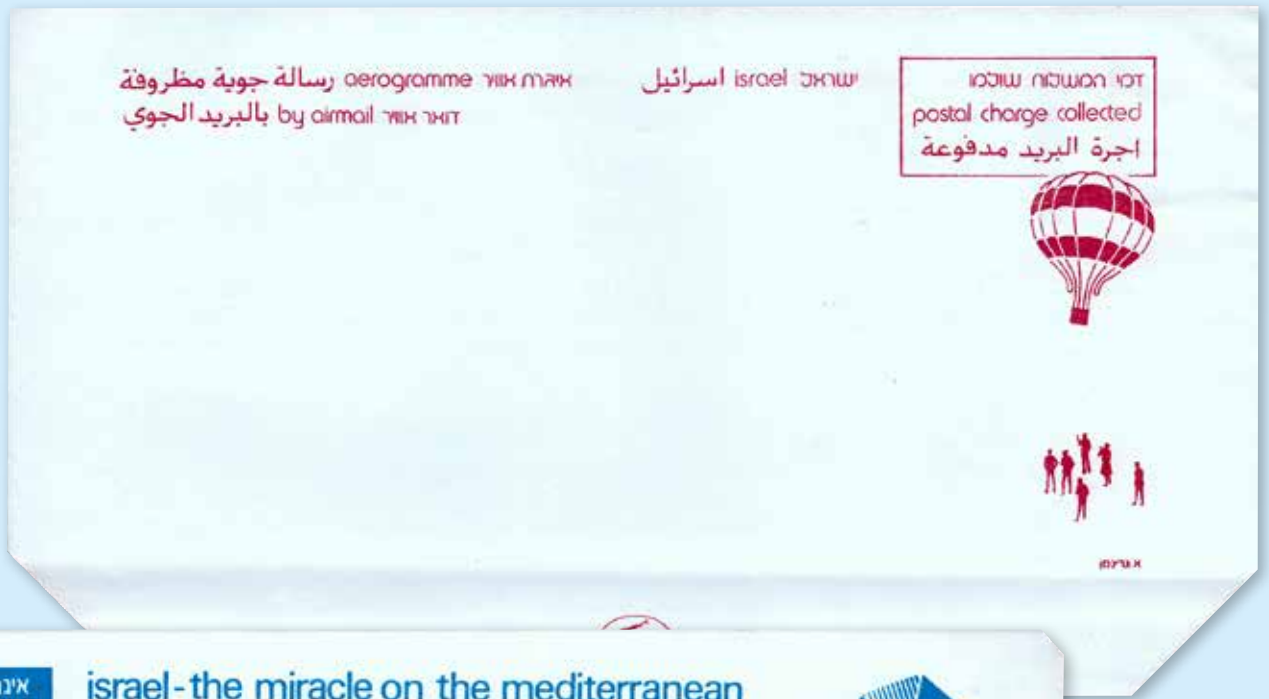 איגרת אוויר aerogramme رسالة جوية مظروفة
דואר אוויר by airmail بالبريد الجوي
ישראל israel اسرائيل
דמי המשלוח שולמו
postal charge collected
اجرة البريد مدفوعة
israel-the miracle on the mediterranean